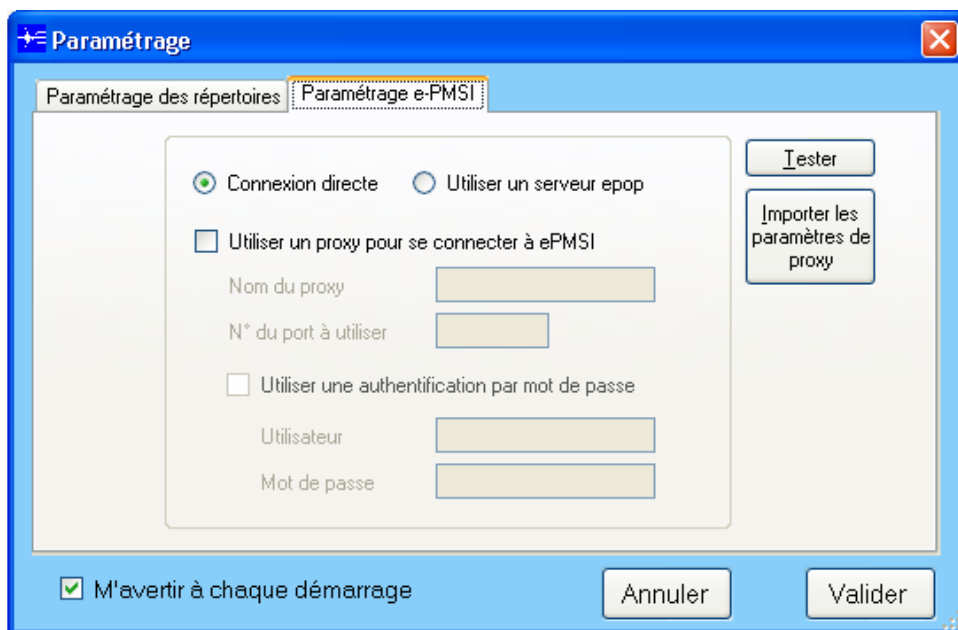 Paramétrage
Paramétrage des répertoires
Paramétrage e-PMSI
Connexion directe
Utiliser un serveur epop
Tester
Utiliser un proxy pour se connecter à ePMSI
Importer les
paramètres de
proxy
Nom du proxy
N° du port à utiliser
Utiliser une authentification par mot de passe
Utilisateur
Mot de passe
M'avertir à chaque démarrage
Annuler
Valider